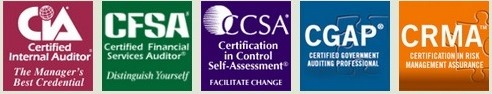 CIA®
Certified
Internal Auditor®
The Manager's
Best Credential
CFSA®
Certified Financial
Services Auditor®
Distinguish Yourself
CCSA®
Certification
in Control
Self-Assessment®
FACILITATE CHANGE
CGAP®
CERTIFIED GOVERNMENT
AUDITING PROFESSIONAL
CRMA™
CERTIFICATION IN RISK
MANAGEMENT ASSURANCE